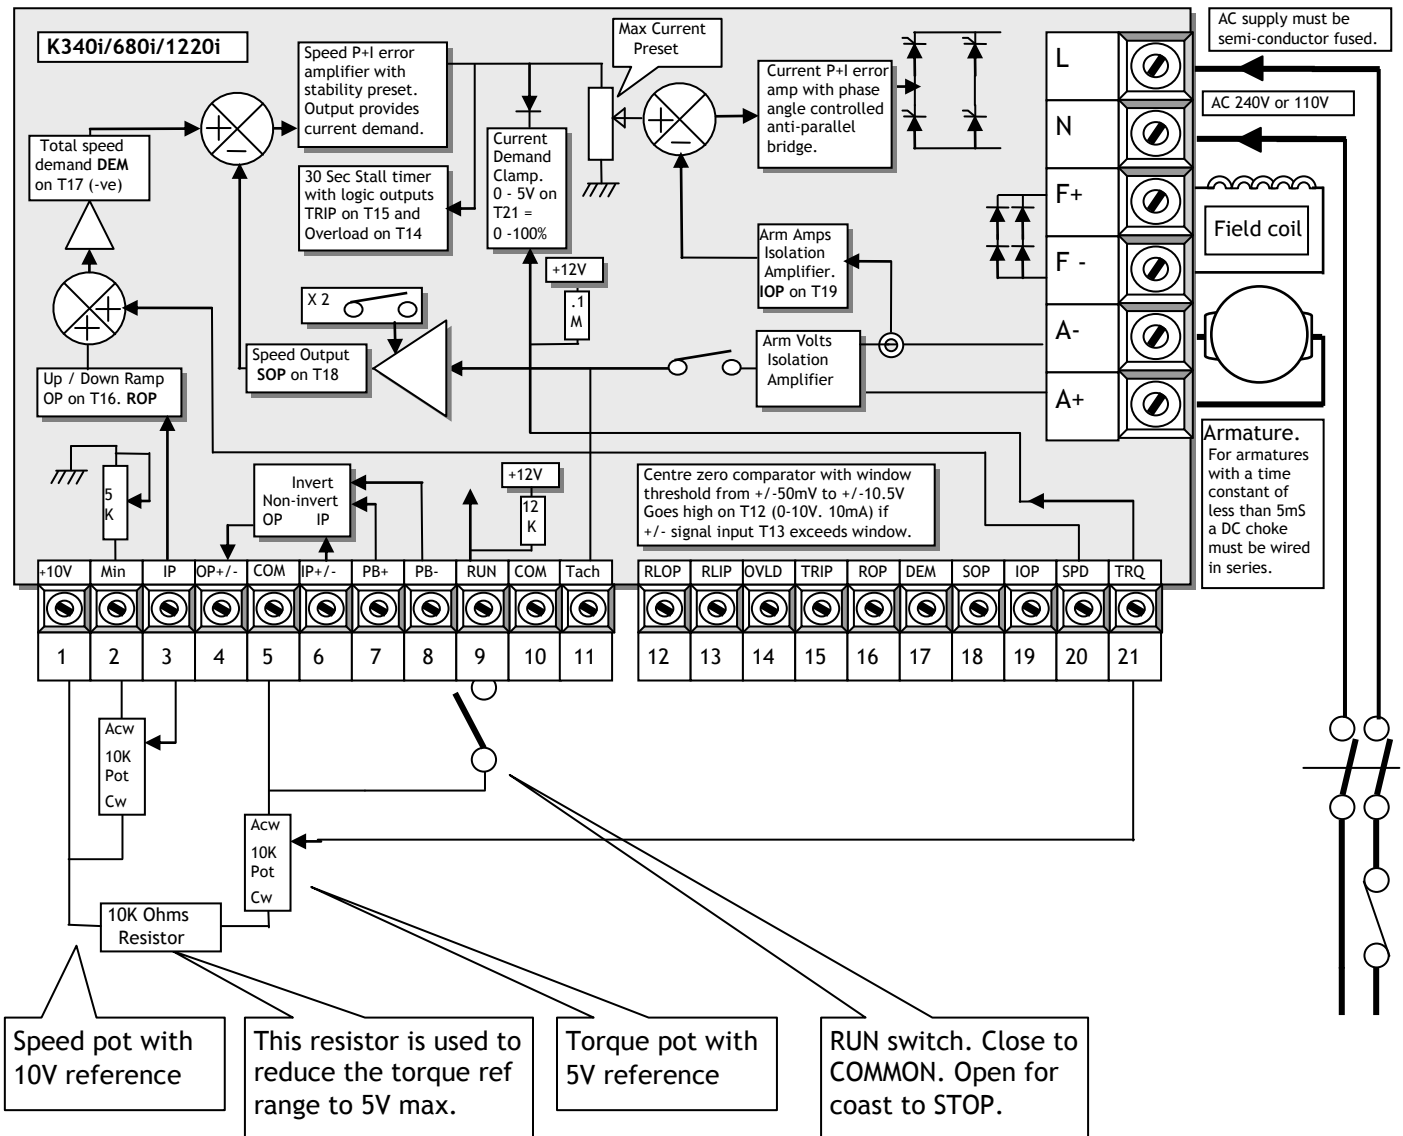 K340i/680i/1220i
Speed P+I error
amplifier with
stability preset.
Output provides
current demand.
Max Current
Preset
Current P+I error
amp with phase
angle controlled
anti-parallel
bridge.
AC supply must be
semi-conductor fused.
AC 240V or 110V
L
N
F+
F -
A-
A+
Field coil
Total speed
demand DEM
on T17 (-ve)
+
−
+
−
30 Sec Stall timer
with logic outputs
TRIP on T15 and
Overload on T14
Current
Demand
Clamp.
0 - 5V on
T21 =
0 -100%
+12V
.1
M
Arm Amps
Isolation
Amplifier.
IOP on T19
+
+
X 2
Speed Output
SOP on T18
Arm Volts
Isolation
Amplifier
Up / Down Ramp
OP on T16. ROP
5
K
Invert
Non-invert
OP IP
+12V
12
K
Centre zero comparator with window
threshold from +/-50mV to +/-10.5V
Goes high on T12 (0-10V. 10mA) if
+/- signal input T13 exceeds window.
Armature.
For armatures
with a time
constant of
less than 5mS
a DC choke
must be wired
in series.
+10V Min IP OP+/- COM IP+/- PB+ PB- RUN COM Tach
RLOP RLIP OVLD TRIP ROP DEM SOP IOP SPD TRQ
1 2 3 4 5 6 7 8 9 10 11
12 13 14 15 16 17 18 19 20 21
Acw
10K
Pot
Cw
Acw
10K
Pot
Cw
10K Ohms
Resistor
Speed pot with
10V reference
This resistor is used to
reduce the torque ref
range to 5V max.
Torque pot with
5V reference
RUN switch. Close to
COMMON. Open for
coast to STOP.